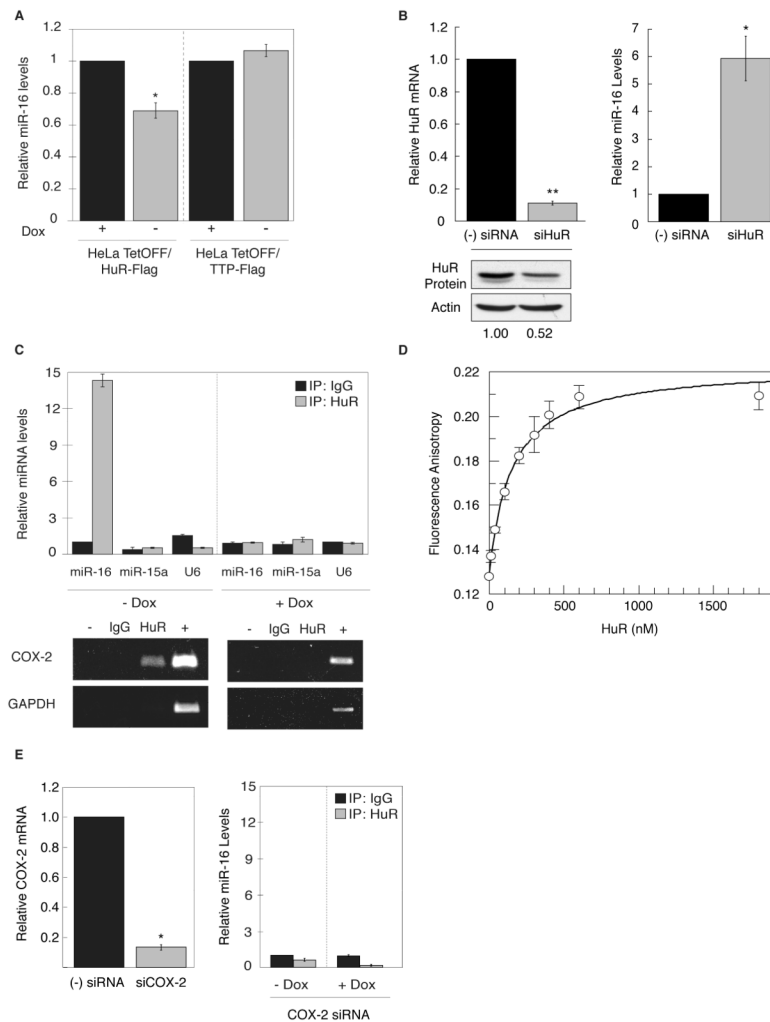 A
Relative miR-16 levels
1.2
1
0.8
0.6
0.4
0.2
0
*
Dox + - + -
HeLa TetOFF/ HeLa TetOFF/
HuR-Flag TTP-Flag
B
Relative HuR mRNA
1.2
1.0
0.8
0.6
0.4
0.2
0
**
(-) siRNA siHuR
HuR
Protein
Actin
1.00 0.52
Relative miR-16 Levels
7
6
5
4
3
2
1
0
*
(-) siRNA siHuR
C
Relative miRNA levels
15
12
9
6
3
0
IP: IgG
IP: HuR
miR-16 miR-15a U6 miR-16 miR-15a U6
- Dox + Dox
- IgG HuR + - IgG HuR +
COX-2
GAPDH
D
Fluorescence Anisotropy
0.22
0.20
0.18
0.16
0.14
0.12
0 500 1000 1500
HuR (nM)
E
Relative COX-2 mRNA
1.2
1.0
0.8
0.6
0.4
0.2
*
(-) siRNA siCOX-2
Relative miR-16 Levels
15
12
9
6
3
0
IP: IgG
IP: HuR
- Dox + Dox
COX-2 siRNA